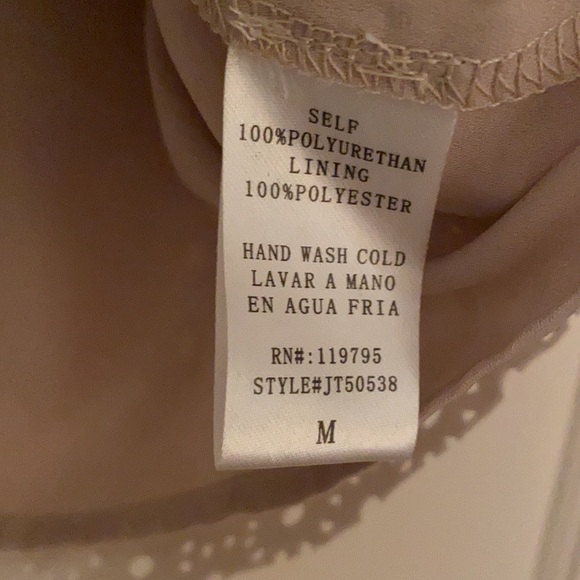 SELF
100%POLYURETHAN
LINING
100%POLYESTER
HAND WASH COLD
LAVAR A MANO
EN AGUA FRIA
RN#:119795
STYLE#JT50538
M